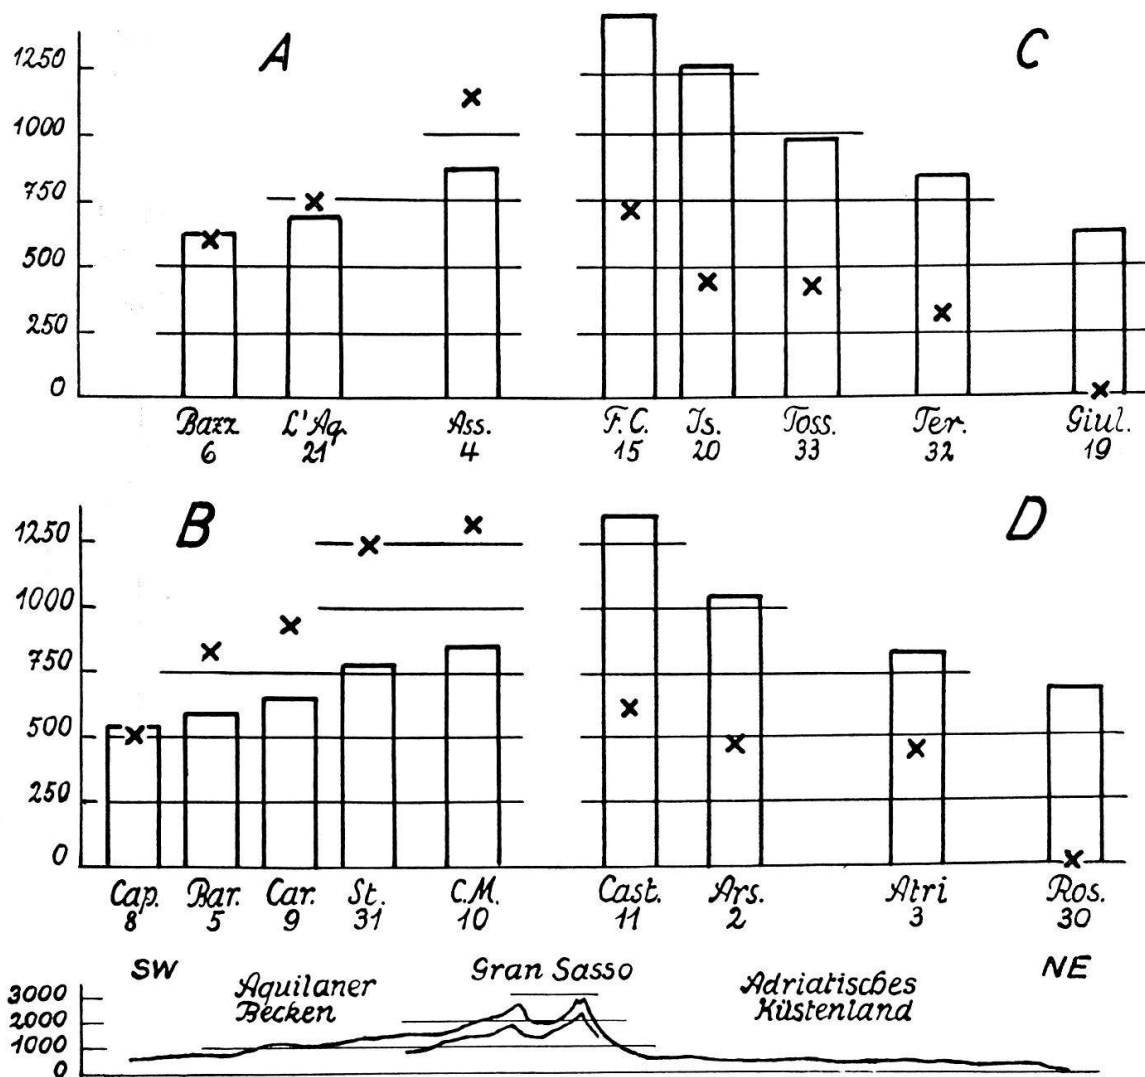 A
C
1250
1000
750
500
250
0
Bazz. L'Aq. Ass. F.C. Is. Toss. Ter. Giul.
6 21 4 15 20 33 32 19
B
D
1250
1000
750
500
250
0
Cap. Bar. Car. St. C.M. Cast. Ars. Atri Ros.
8 5 9 31 10 11 2 3 30
SW Gran Sasso NE
Aquilaner
Becken
Adriatisches
Küstenland
3000
2000
1000
0